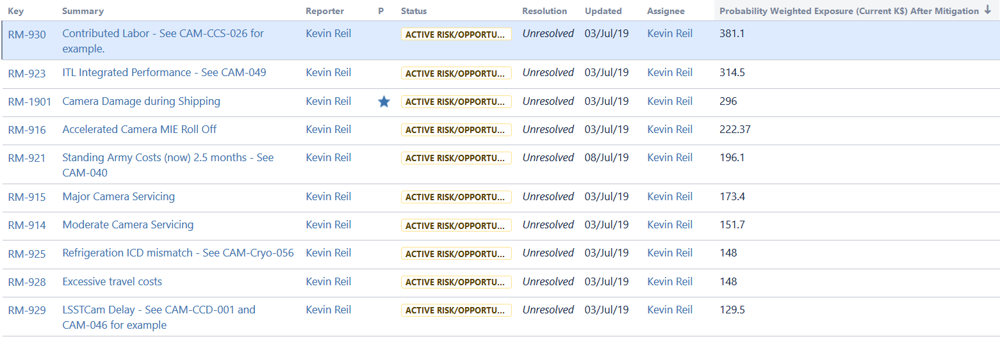 Key Summary Reporter P Status Resolution Updated Assignee Probability Weighted Exposure (Current K$) After Mitigation ↓
RM-930 Contributed Labor - See CAM-CCS-026 for Kevin Reil ACTIVE RISK/OPPORTU... Unresolved 03/Jul/19 Kevin Reil 381.1
example.
RM-923 ITL Integrated Performance - See CAM-049 Kevin Reil ACTIVE RISK/OPPORTU... Unresolved 03/Jul/19 Kevin Reil 314.5
RM-1901 Camera Damage during Shipping Kevin Reil ACTIVE RISK/OPPORTU... Unresolved 03/Jul/19 Kevin Reil 296
RM-916 Accelerated Camera MIE Roll Off Kevin Reil ACTIVE RISK/OPPORTU... Unresolved 03/Jul/19 Kevin Reil 222.37
RM-921 Standing Army Costs (now) 2.5 months - See Kevin Reil ACTIVE RISK/OPPORTU... Unresolved 08/Jul/19 Kevin Reil 196.1
CAM-040
RM-915 Major Camera Servicing Kevin Reil ACTIVE RISK/OPPORTU... Unresolved 03/Jul/19 Kevin Reil 173.4
RM-914 Moderate Camera Servicing Kevin Reil ACTIVE RISK/OPPORTU... Unresolved 03/Jul/19 Kevin Reil 151.7
RM-925 Refrigeration ICD mismatch - See CAM-Cryo-056 Kevin Reil ACTIVE RISK/OPPORTU... Unresolved 03/Jul/19 Kevin Reil 148
RM-928 Excessive travel costs Kevin Reil ACTIVE RISK/OPPORTU... Unresolved 03/Jul/19 Kevin Reil 148
RM-929 LSSTCam Delay - See CAM-CCD-001 and Kevin Reil ACTIVE RISK/OPPORTU... Unresolved 03/Jul/19 Kevin Reil 129.5
CAM-046 for example